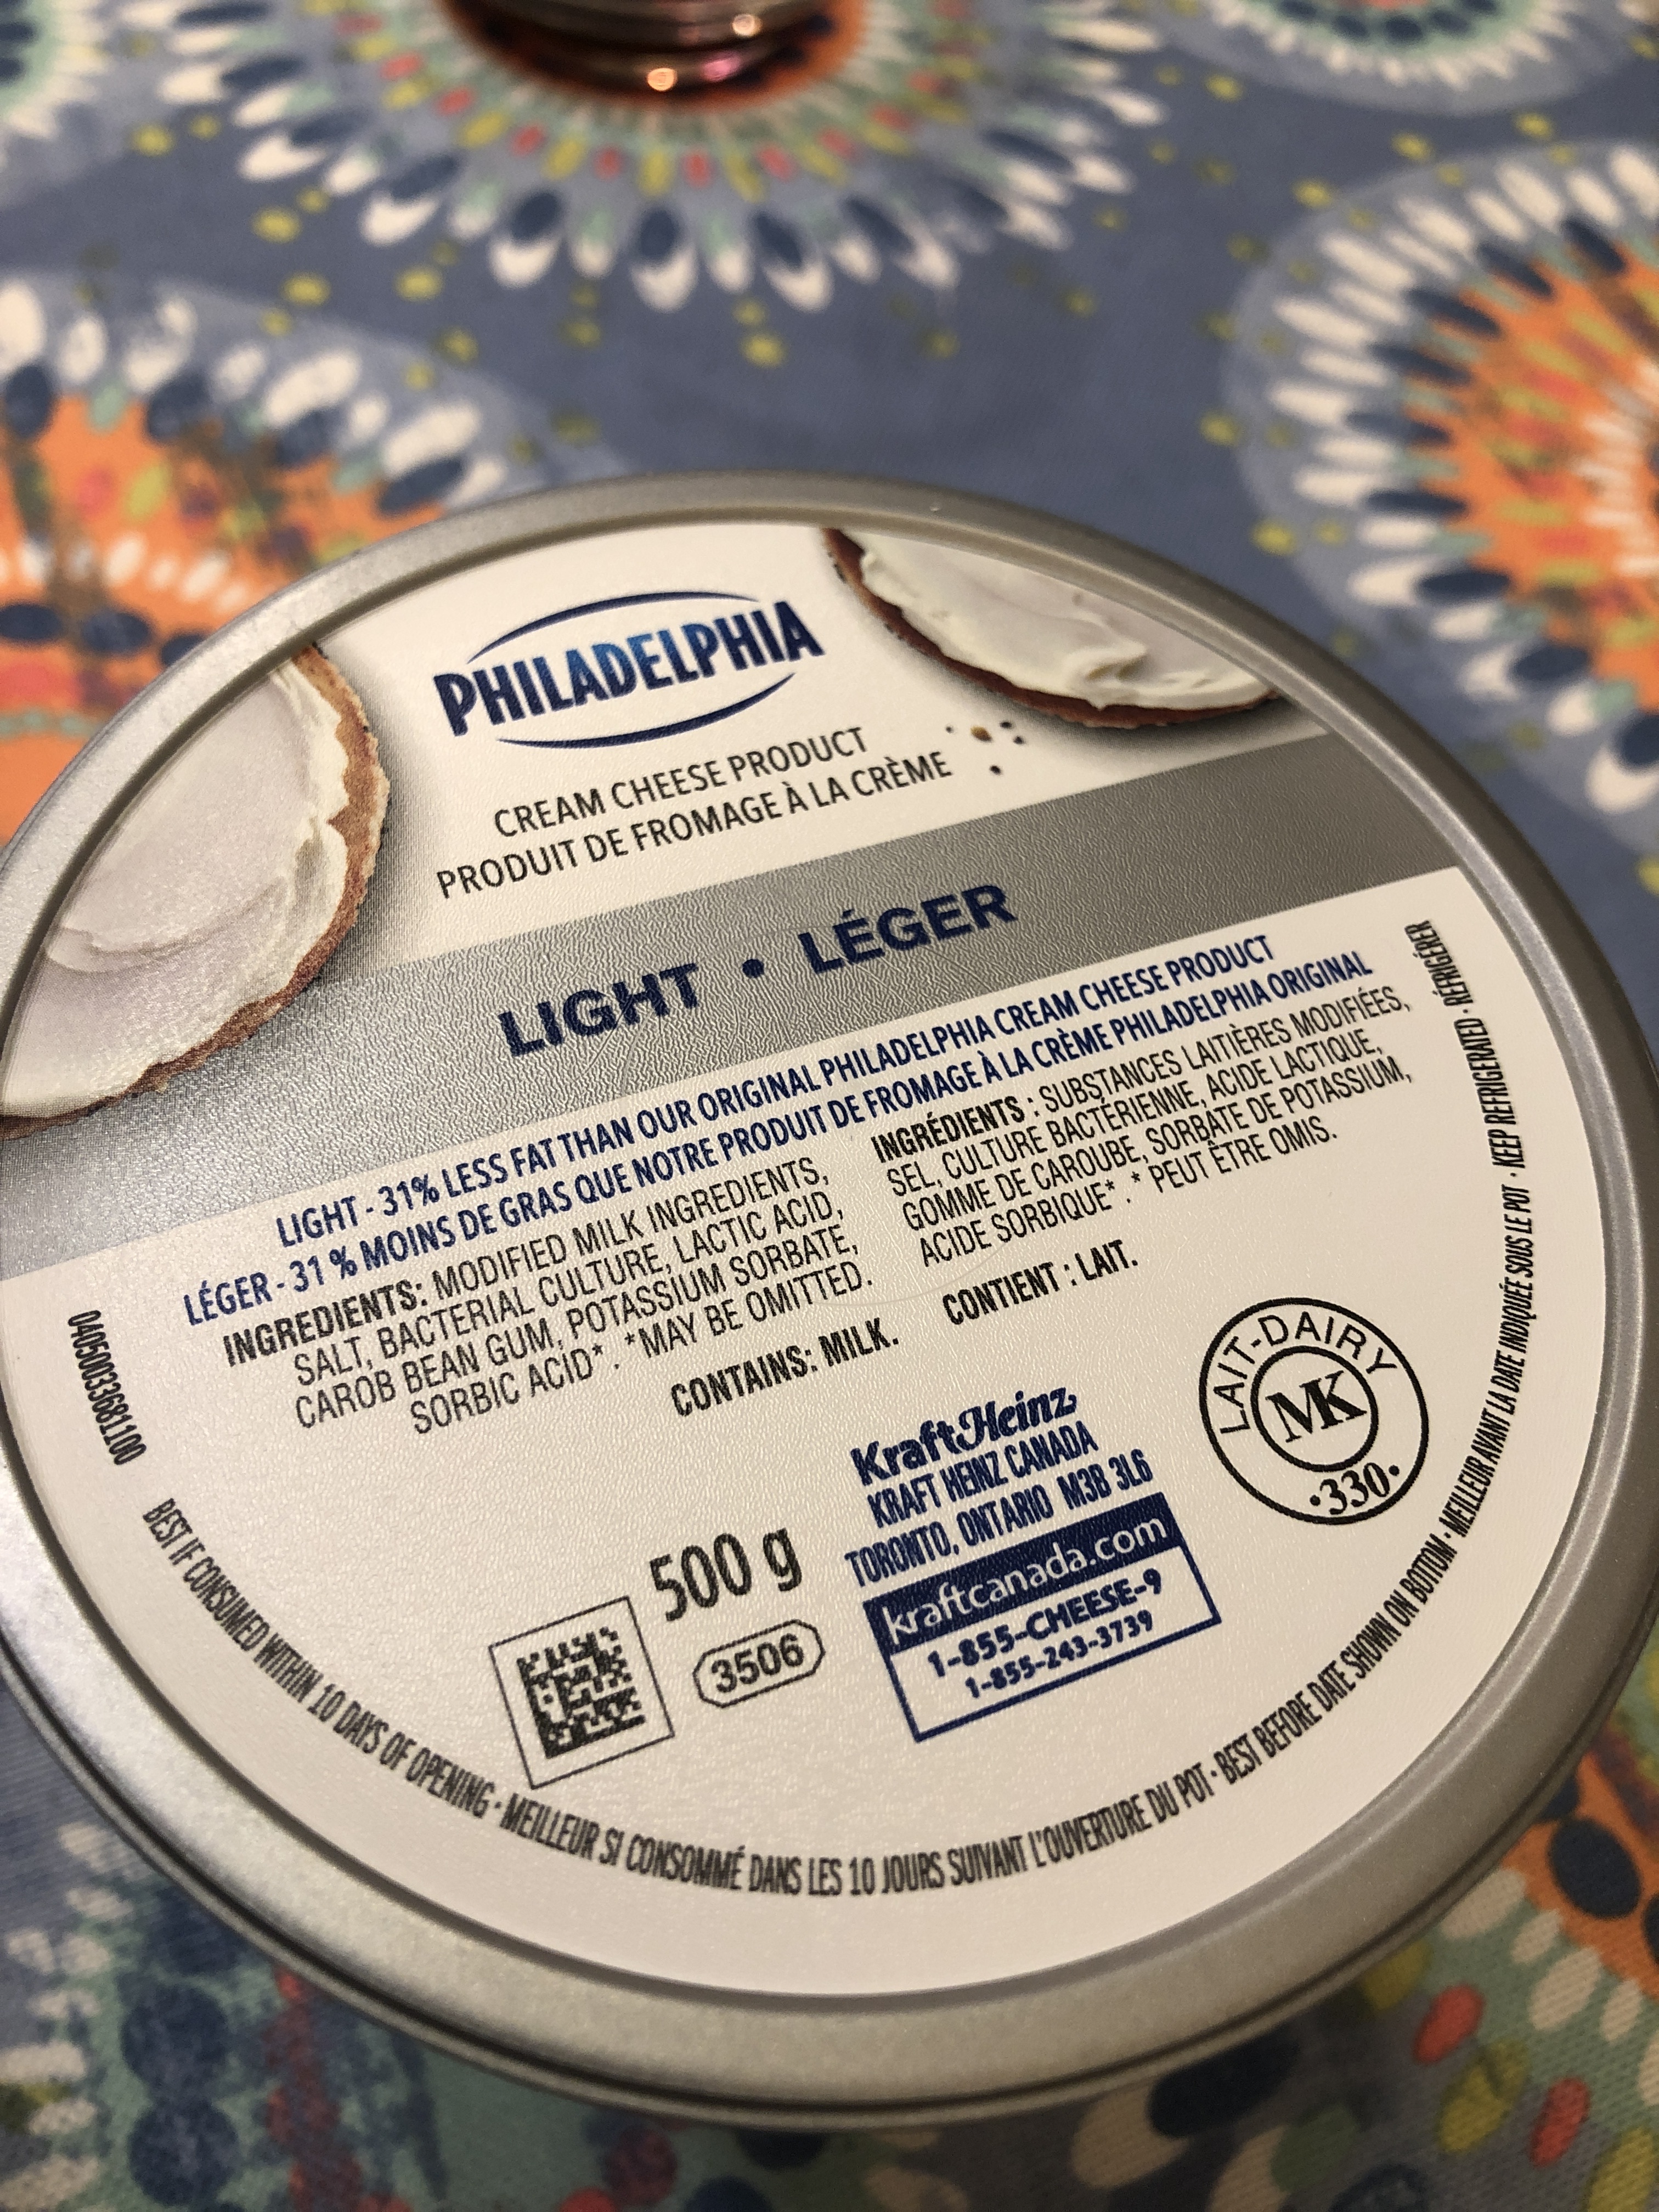 PHILADELPHIA
CREAM CHEESE PRODUCT
PRODUIT DE FROMAGE À LA CRÈME
LIGHT • LÉGER
LIGHT - 31% LESS FAT THAN OUR ORIGINAL PHILADELPHIA CREAM CHEESE PRODUCT
LÉGER - 31 % MOINS DE GRAS QUE NOTRE PRODUIT DE FROMAGE À LA CRÈME PHILADELPHIA ORIGINAL
INGREDIENTS: MODIFIED MILK INGREDIENTS,
SALT, BACTERIAL CULTURE, LACTIC ACID,
CAROB BEAN GUM, POTASSIUM SORBATE,
SORBIC ACID* . *MAY BE OMITTED.
CONTAINS: MILK.
INGRÉDIENTS : SUBSTANCES LAITIÈRES MODIFIÉES,
SEL, CULTURE BACTÉRIENNE, ACIDE LACTIQUE,
GOMME DE CAROUBE, SORBATE DE POTASSIUM,
ACIDE SORBIQUE* . * PEUT ÊTRE OMIS.
CONTIENT : LAIT.
04050033681100
500 g
3506
KraftHeinz
KRAFT HEINZ CANADA
TORONTO, ONTARIO M3B 3L6
kraftcanada.com
1-855-CHEESE-9
1-855-243-3739
LAIT-DAIRY
MK
·330·
BEST IF CONSUMED WITHIN 10 DAYS OF OPENING · MEILLEUR SI CONSOMMÉ DANS LES 10 JOURS SUIVANT L'OUVERTURE DU POT · BEST BEFORE DATE SHOWN ON BOTTOM · MEILLEUR AVANT LA DATE INDIQUÉE SOUS LE POT · KEEP REFRIGERATED · RÉFRIGÉRER